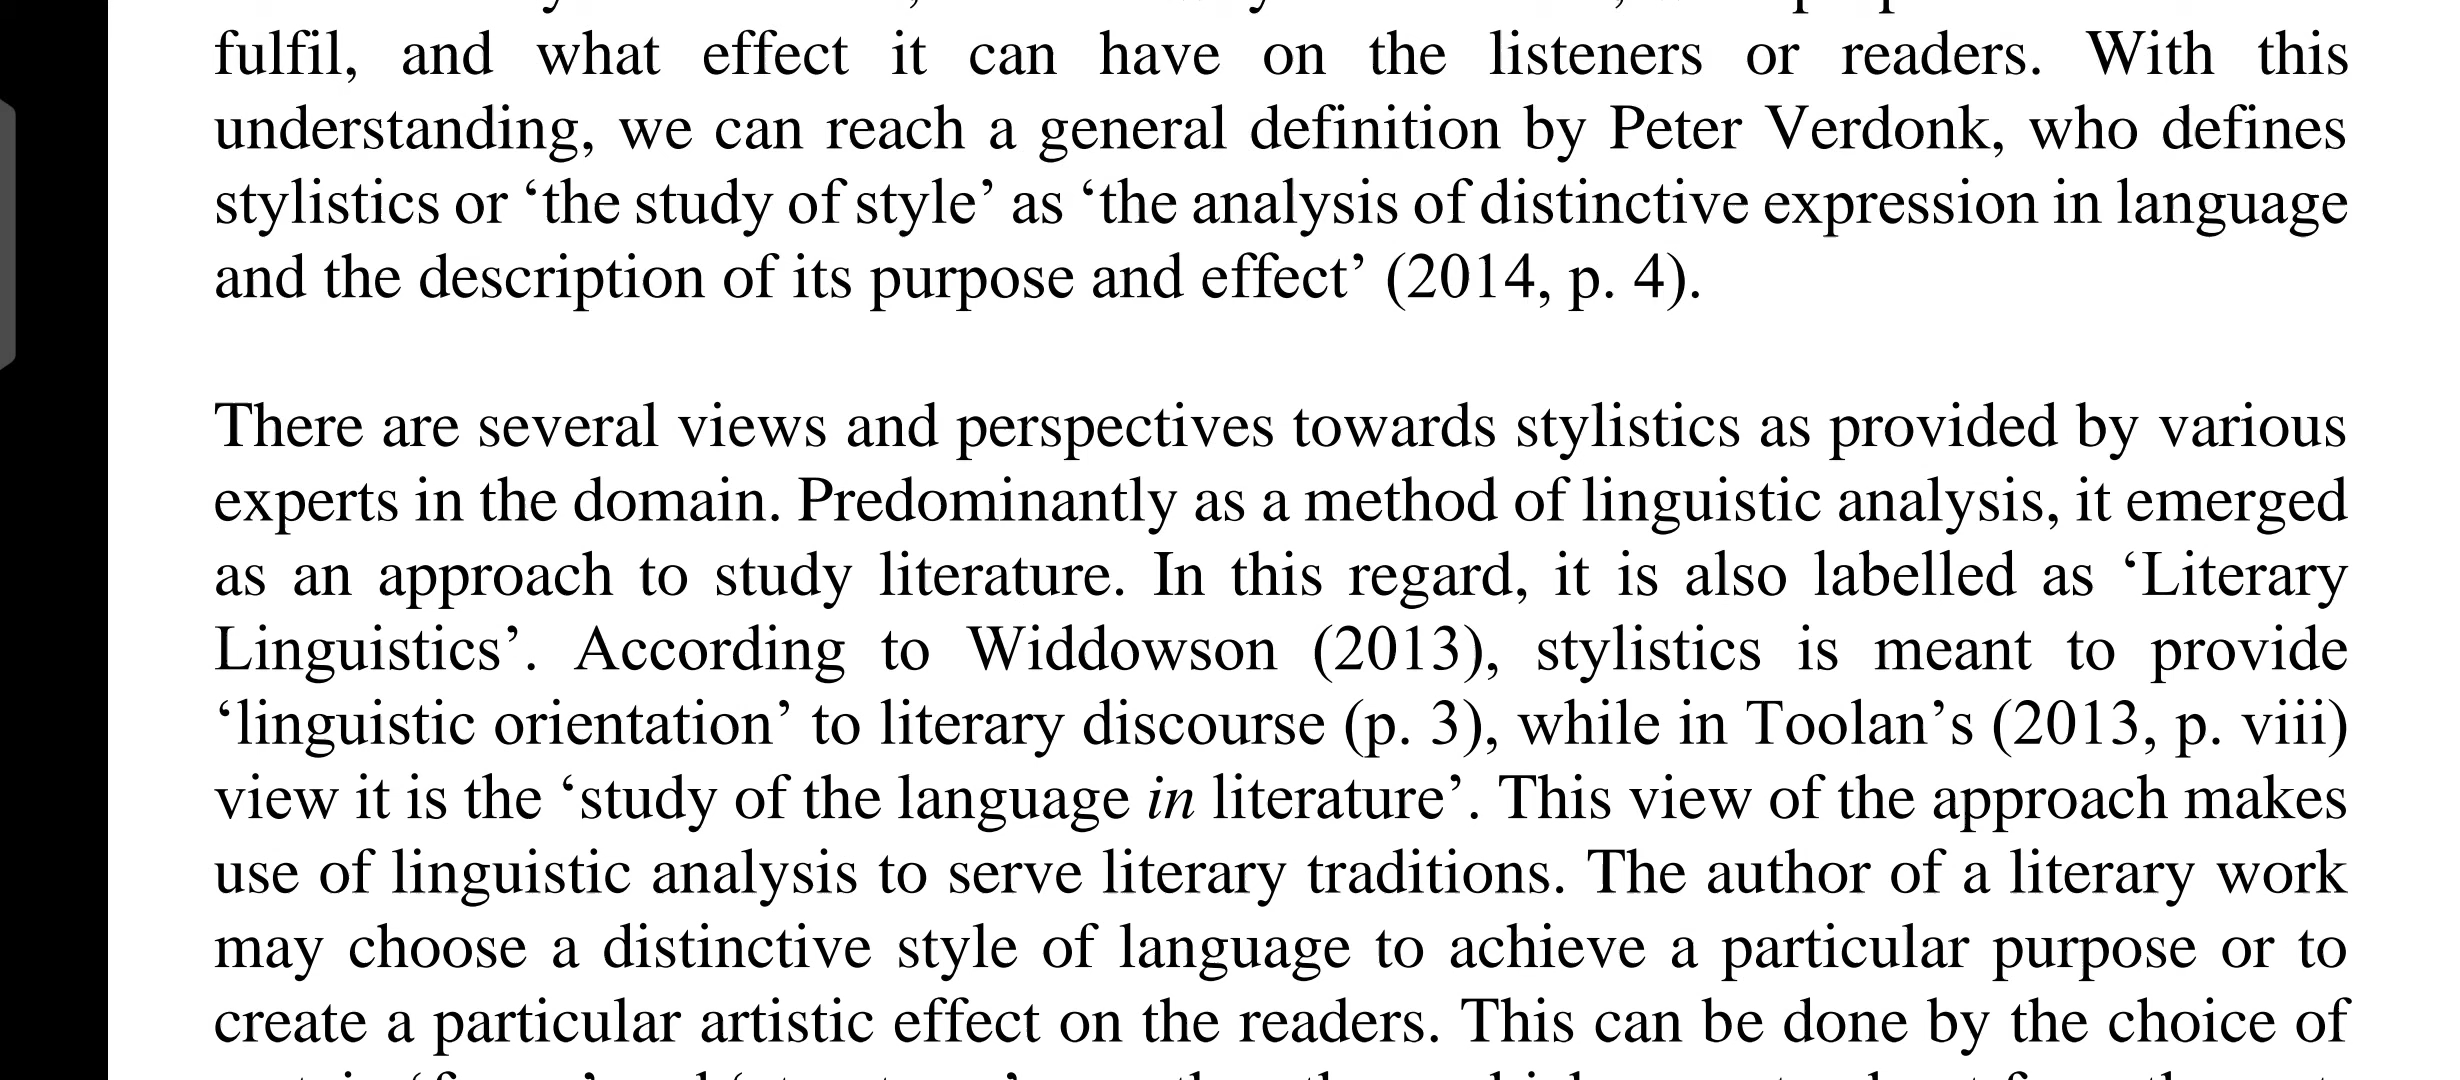 fulfil, and what effect it can have on the listeners or readers. With this
understanding, we can reach a general definition by Peter Verdonk, who defines
stylistics or ‘the study of style’ as ‘the analysis of distinctive expression in language
and the description of its purpose and effect’ (2014, p. 4).
There are several views and perspectives towards stylistics as provided by various
experts in the domain. Predominantly as a method of linguistic analysis, it emerged
as an approach to study literature. In this regard, it is also labelled as ‘Literary
Linguistics’. According to Widdowson (2013), stylistics is meant to provide
‘linguistic orientation’ to literary discourse (p. 3), while in Toolan’s (2013, p. viii)
view it is the ‘study of the language in literature’. This view of the approach makes
use of linguistic analysis to serve literary traditions. The author of a literary work
may choose a distinctive style of language to achieve a particular purpose or to
create a particular artistic effect on the readers. This can be done by the choice of